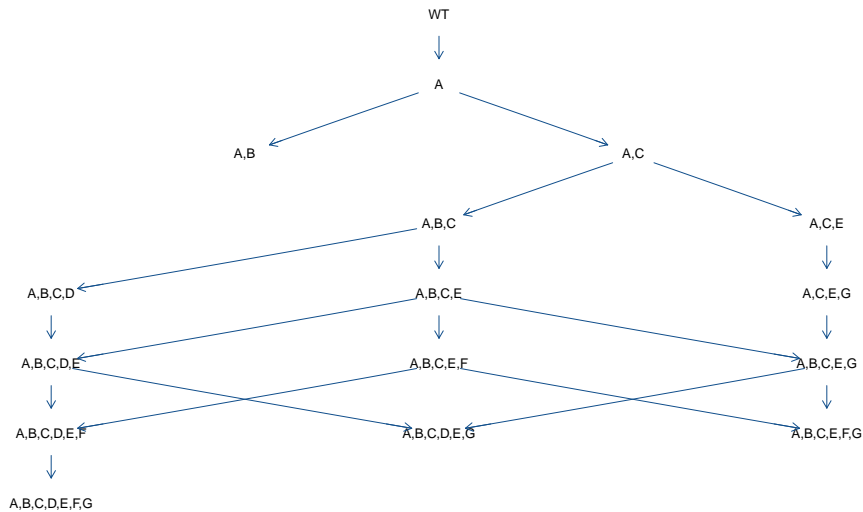 WT
A
A,B
A,C
A,B,C
A,C,E
A,B,C,D
A,B,C,E
A,C,E,G
A,B,C,D,E
A,B,C,E,F
A,B,C,E,G
A,B,C,D,E,F
A,B,C,D,E,G
A,B,C,E,F,G
A,B,C,D,E,F,G